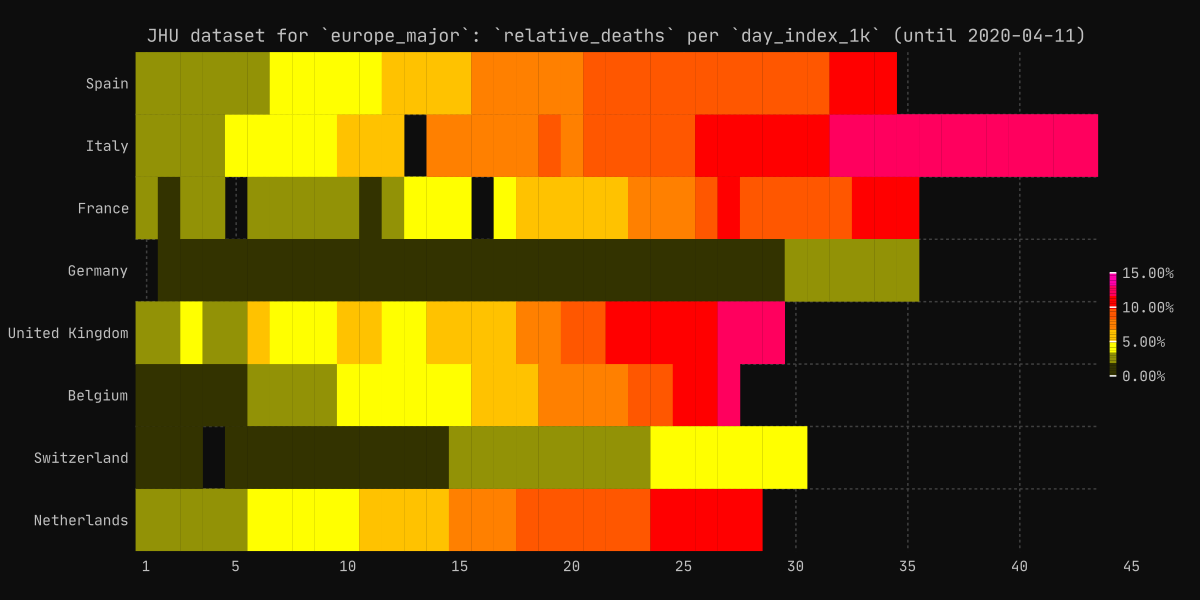 JHU dataset for `europe_major`: `relative_deaths` per `day_index_1k` (until 2020-04-11)
Spain
Italy
France
Germany
United Kingdom
Belgium
Switzerland
Netherlands
15.00%
10.00%
5.00%
0.00%
1 5 10 15 20 25 30 35 40 45